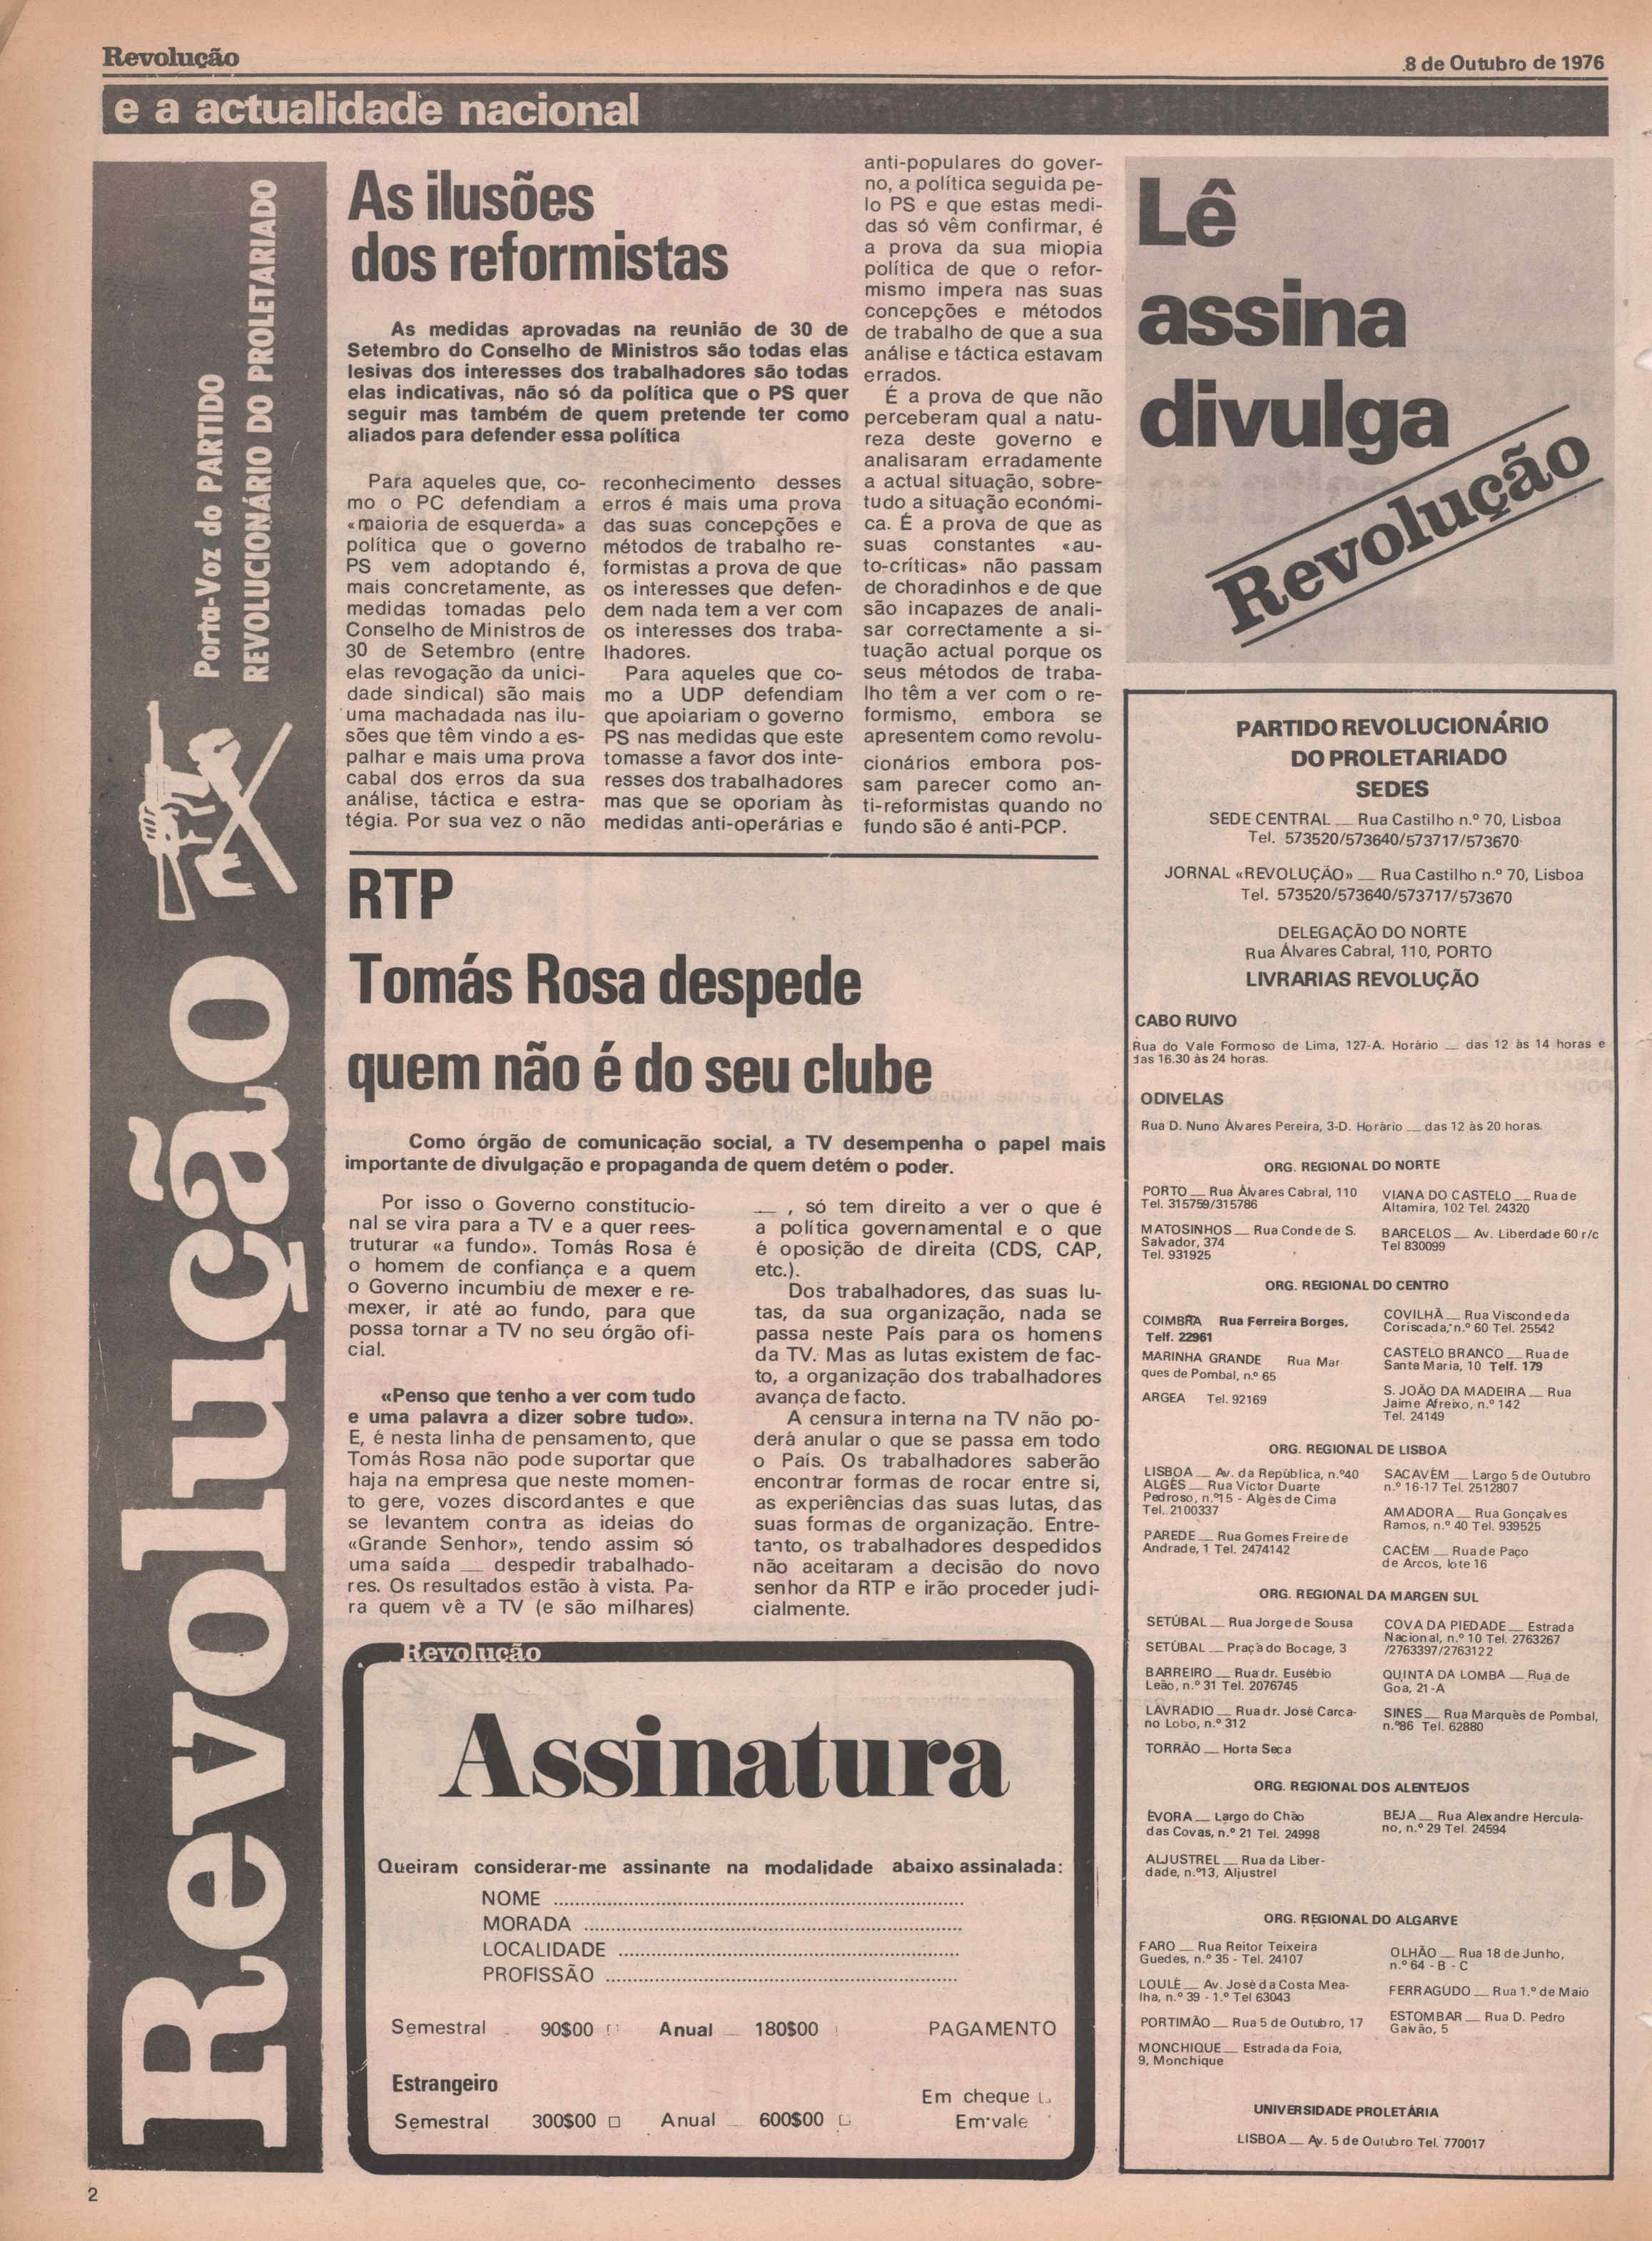 Revolução
8 de Outubro de 1976
e a actualidade nacional
Porta-Voz do PARTIDO
REVOLUCIONÁRIO DO PROLETARIADO
Revolução
As ilusões
dos reformistas
As medidas aprovadas na reunião de 30 de
Setembro do Conselho de Ministros são todas elas
lesivas dos interesses dos trabalhadores são todas
elas indicativas, não só da política que o PS quer
seguir mas também de quem pretende ter como
aliados para defender essa política
Para aqueles que, co-
mo o PC defendiam a
«maioria de esquerda» a
política que o governo
PS vem adoptando é,
mais concretamente, as
medidas tomadas pelo
Conselho de Ministros de
30 de Setembro (entre
elas revogação da unici-
dade sindical) são mais
uma machadada nas ilu-
sões que têm vindo a es-
palhar e mais uma prova
cabal dos erros da sua
análise, táctica e estra-
tégia. Por sua vez o não
reconhecimento desses
erros é mais uma prova
das suas concepções e
métodos de trabalho re-
formistas a prova de que
os interesses que defen-
dem nada tem a ver com
os interesses dos traba-
lhadores.
Para aqueles que co-
mo a UDP defendiam
que apoiariam o governo
PS nas medidas que este
tomasse a favor dos inte-
resses dos trabalhadores
mas que se oporiam às
medidas anti-operárias e
anti-populares do gover-
no, a política seguida pe-
lo PS e que estas medi-
das só vêm confirmar, é
a prova da sua miopia
política de que o refor-
mismo impera nas suas
concepções e métodos
de trabalho de que a sua
análise e táctica estavam
errados.
É a prova de que não
perceberam qual a natu-
reza deste governo e
analisaram erradamente
a actual situação, sobre-
tudo a situação económi-
ca. É a prova de que as
suas constantes «au-
to-críticas» não passam
de choradinhos e de que
são incapazes de anali-
sar correctamente a si-
tuação actual porque os
seus métodos de traba-
lho têm a ver com o re-
formismo, embora se
apresentem como revolu-
cionários embora pos-
sam parecer como an-
ti-reformistas quando no
fundo são é anti-PCP.
RTP
Tomás Rosa despede
quem não é do seu clube
Como órgão de comunicação social, a TV desempenha o papel mais
importante de divulgação e propaganda de quem detém o poder.
Por isso o Governo constitucio-
nal se vira para a TV e a quer rees-
truturar «a fundo». Tomás Rosa é
o homem de confiança e a quem
o Governo incumbiu de mexer e re-
mexer, ir até ao fundo, para que
possa tornar a TV no seu órgão ofi-
cial.
«Penso que tenho a ver com tudo
e uma palavra a dizer sobre tudo».
E, é nesta linha de pensamento, que
Tomás Rosa não pode suportar que
haja na empresa que neste momen-
to gere, vozes discordantes e que
se levantem contra as ideias do
«Grande Senhor», tendo assim só
uma saída — despedir trabalhado-
res. Os resultados estão à vista. Pa-
ra quem vê a TV (e são milhares)
— , só tem direito a ver o que é
a política governamental e o que
é oposição de direita (CDS, CAP,
etc.).
Dos trabalhadores, das suas lu-
tas, da sua organização, nada se
passa neste País para os homens
da TV. Mas as lutas existem de fac-
to, a organização dos trabalhadores
avança de facto.
A censura interna na TV não po-
derá anular o que se passa em todo
o País. Os trabalhadores saberão
encontrar formas de rocar entre si,
as experiências das suas lutas, das
suas formas de organização. Entre-
tanto, os trabalhadores despedidos
não aceitaram a decisão do novo
senhor da RTP e irão proceder judi-
cialmente.
Revolução
Assinatura
Queiram considerar-me assinante na modalidade abaixo assinalada:
NOME
MORADA
LOCALIDADE
PROFISSÃO
Semestral 90$00 Anual — 180$00 PAGAMENTO
Estrangeiro
Em cheque
Semestral 300$00 □ Anual — 600$00 □ Em vale
Lê
assina
divulga
Revolução
PARTIDO REVOLUCIONÁRIO
DO PROLETARIADO
SEDES
SEDE CENTRAL — Rua Castilho n.º 70, Lisboa
Tel. 573520/573640/573717/573670
JORNAL «REVOLUÇÃO» — Rua Castilho n.º 70, Lisboa
Tel. 573520/573640/573717/573670
DELEGAÇÃO DO NORTE
Rua Álvares Cabral, 110, PORTO
LIVRARIAS REVOLUÇÃO
CABO RUIVO
Rua do Vale Formoso de Lima, 127-A. Horário — das 12 às 14 horas e
das 16.30 às 24 horas.
ODIVELAS
Rua D. Nuno Álvares Pereira, 3-D. Horário — das 12 às 20 horas.
ORG. REGIONAL DO NORTE
PORTO — Rua Álvares Cabral, 110
Tel. 315759/315786
MATOSINHOS — Rua Conde de S.
Salvador, 374
Tel. 931925
VIANA DO CASTELO — Rua de
Altamira, 102 Tel. 24320
BARCELOS — Av. Liberdade 60 r/c
Tel 830099
ORG. REGIONAL DO CENTRO
COIMBRA Rua Ferreira Borges,
Telf. 22961
MARINHA GRANDE Rua Mar
ques de Pombal, n.º 65
ARGEA Tel. 92169
COVILHÃ — Rua Visconde da
Coriscada, n.º 60 Tel. 25542
CASTELO BRANCO — Rua de
Santa Maria, 10 Telf. 179
S. JOÃO DA MADEIRA — Rua
Jaime Afreixo, n.º 142
Tel. 24149
ORG. REGIONAL DE LISBOA
LISBOA — Av. da República, n.º40
ALGÉS — Rua Victor Duarte
Pedroso, n.º15 - Algés de Cima
Tel. 2100337
PAREDE — Rua Gomes Freire de
Andrade, 1 Tel. 2474142
SACAVÉM — Largo 5 de Outubro
n.º 16-17 Tel. 2512807
AMADORA — Rua Gonçalves
Ramos, n.º 40 Tel. 939525
CACÉM — Rua de Paço
de Arcos, lote 16
ORG. REGIONAL DA MARGEN SUL
SETÚBAL — Rua Jorge de Sousa
SETÚBAL — Praça do Bocage, 3
BARREIRO — Rua dr. Eusébio
Leão, n.º 31 Tel. 2076745
LAVRADIO — Rua dr. José Carca-
no Lobo, n.º 312
TORRÃO — Horta Seca
COVA DA PIEDADE — Estrada
Nacional, n.º 10 Tel. 2763267
/2763397/2763122
QUINTA DA LOMBA — Rua de
Goa, 21-A
SINES — Rua Marquês de Pombal,
n.º86 Tel. 62880
ORG. REGIONAL DOS ALENTEJOS
ÉVORA — Largo do Chão
das Covas, n.º 21 Tel. 24998
ALJUSTREL — Rua da Liber-
dade, n.º13, Aljustrel
BEJA — Rua Alexandre Hercula-
no, n.º 29 Tel. 24594
ORG. REGIONAL DO ALGARVE
FARO — Rua Reitor Teixeira
Guedes, n.º 35 - Tel. 24107
LOULÉ — Av. José da Costa Mea-
lha, n.º 39 - 1.º Tel 63043
PORTIMÃO — Rua 5 de Outubro, 17
MONCHIQUE — Estrada da Foia,
9, Monchique
OLHÃO — Rua 18 de Junho,
n.º 64 - B - C
FERRAGUDO — Rua 1.º de Maio
ESTOMBAR — Rua D. Pedro
Gaivão, 5
UNIVERSIDADE PROLETÁRIA
LISBOA — Av. 5 de Outubro Tel. 770017
2